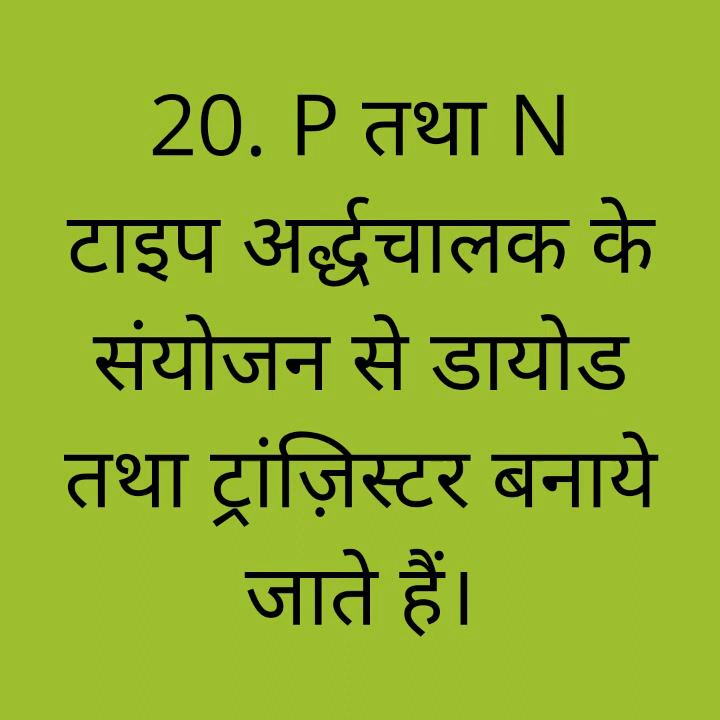 20. P तथा N
टाइप अर्द्धचालक के
संयोजन से डायोड
तथा ट्रांज़िस्टर बनाये
जाते हैं।